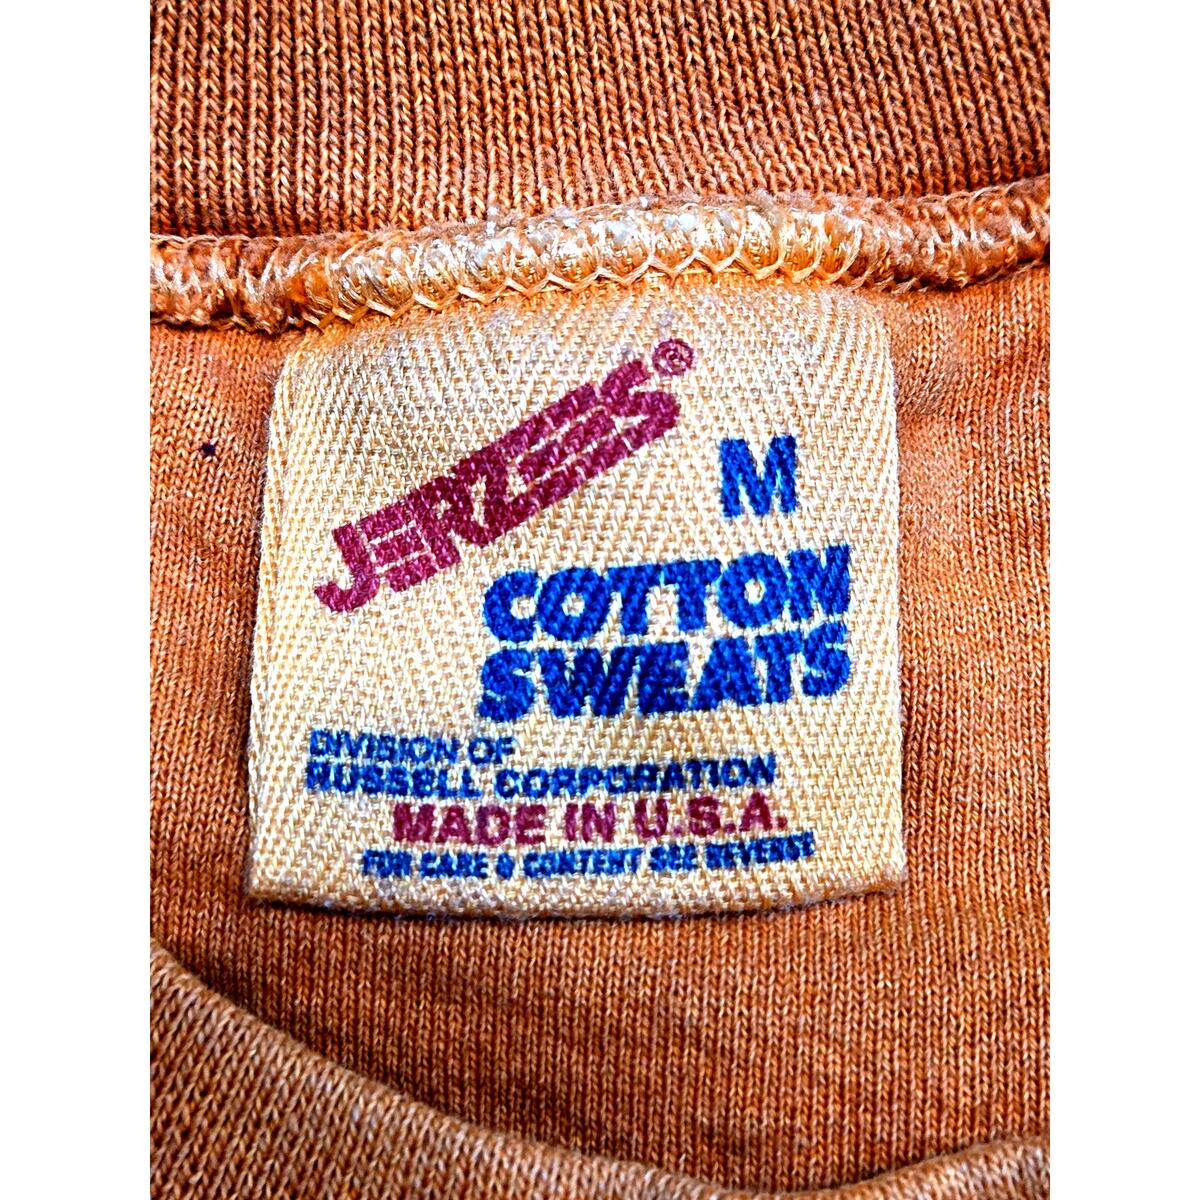 JERZEES®
M
COTTON
SWEATS
DIVISION OF
RUSSELL CORPORATION
MADE IN U.S.A.
FOR CARE & CONTENT SEE REVERSE